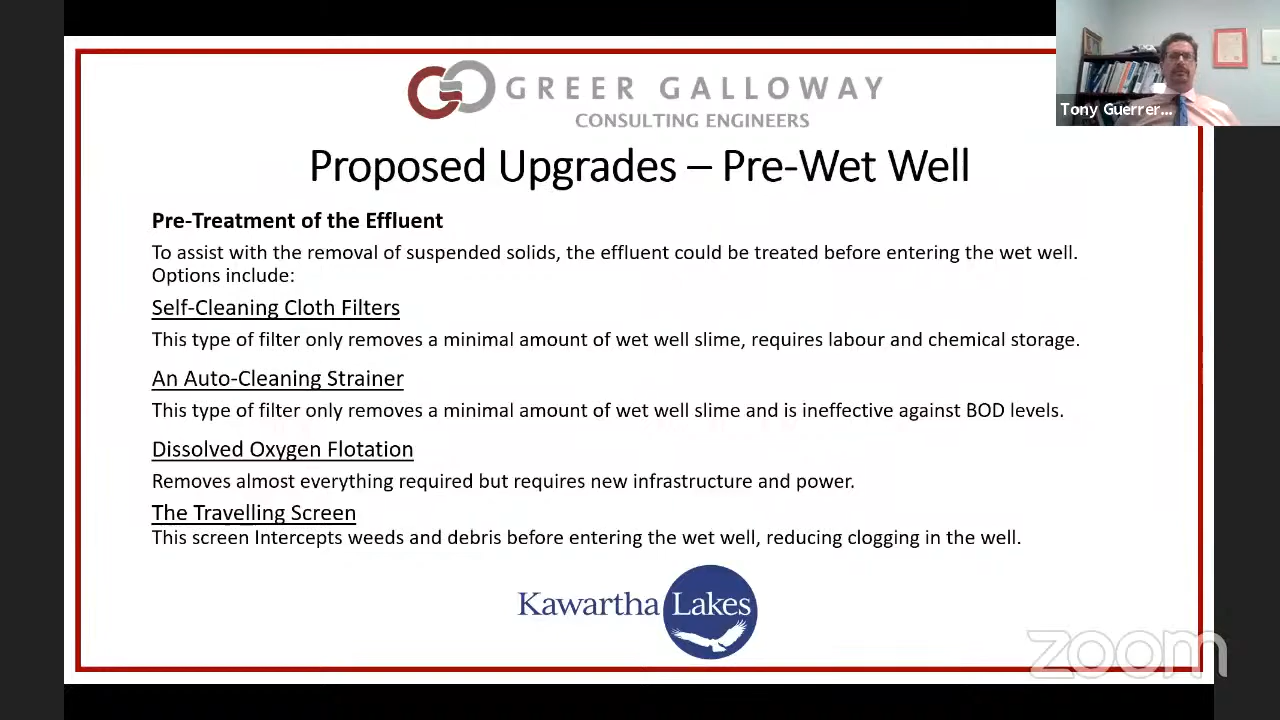 GREER GALLOWAY
CONSULTING ENGINEERS
Tony Guerrer...
Proposed Upgrades – Pre-Wet Well
Pre-Treatment of the Effluent
To assist with the removal of suspended solids, the effluent could be treated before entering the wet well.
Options include:
Self-Cleaning Cloth Filters
This type of filter only removes a minimal amount of wet well slime, requires labour and chemical storage.
An Auto-Cleaning Strainer
This type of filter only removes a minimal amount of wet well slime and is ineffective against BOD levels.
Dissolved Oxygen Flotation
Removes almost everything required but requires new infrastructure and power.
The Travelling Screen
This screen Intercepts weeds and debris before entering the wet well, reducing clogging in the well.
Kawartha Lakes
zoom